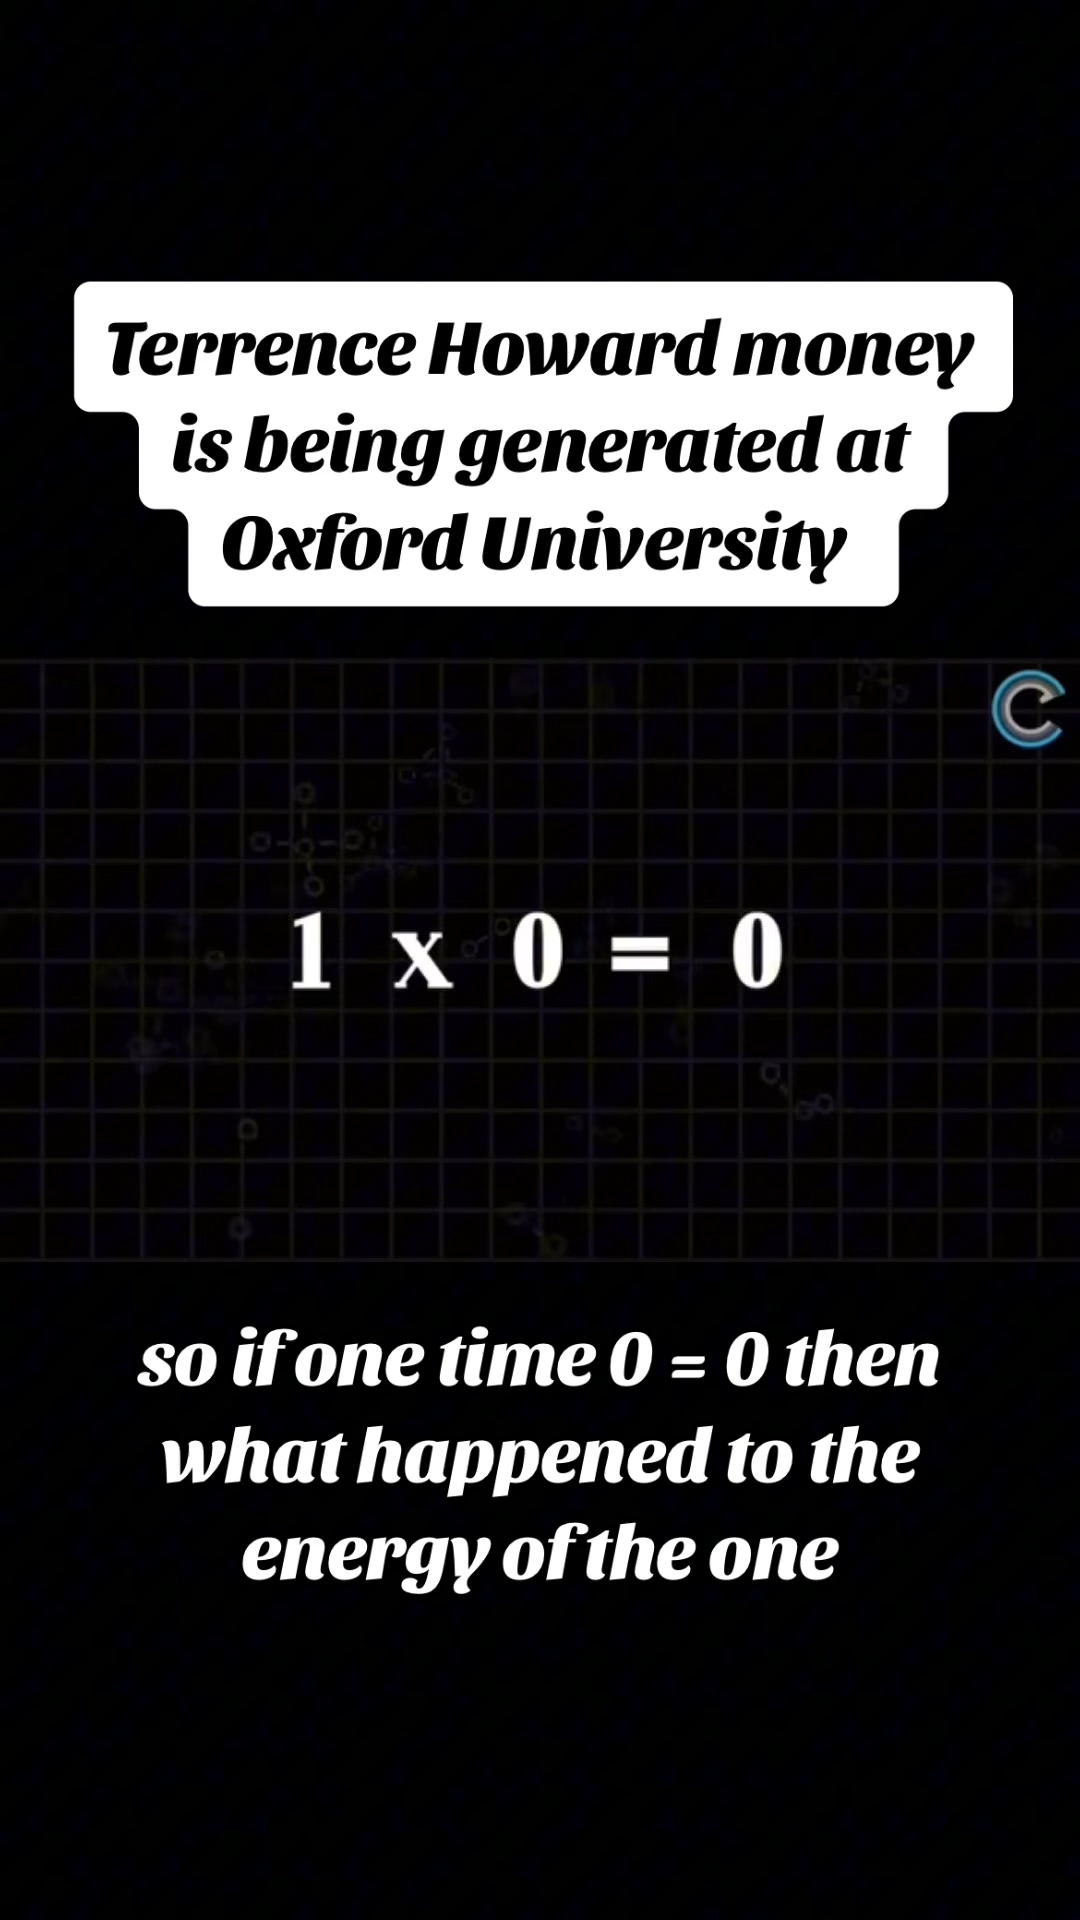 Terrence Howard money
is being generated at
Oxford University
C
1 x 0 = 0
so if one time 0 = 0 then
what happened to the
energy of the one